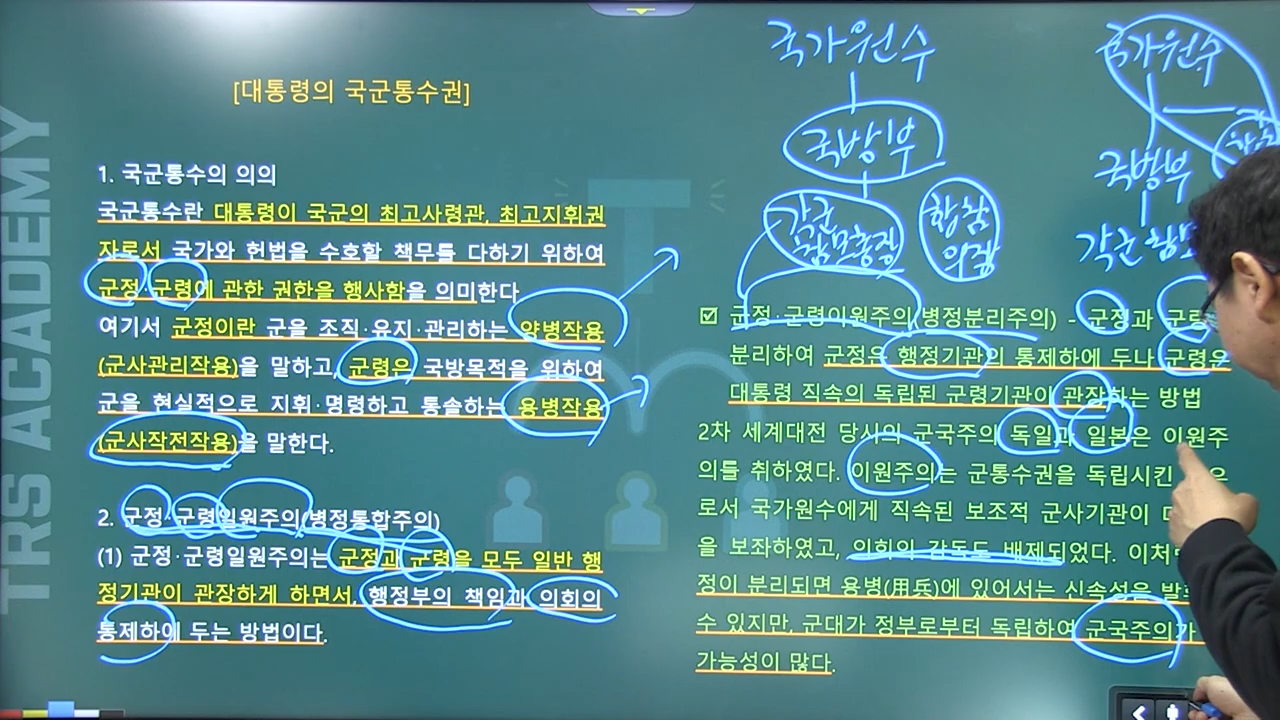 [대통령의 국군통수권]
1. 국군통수의 의의
국군통수란 대통령이 국군의 최고사령관, 최고지휘권
자로서 국가와 헌법을 수호할 책무를 다하기 위하여
군정·군령에 관한 권한을 행사함을 의미한다
여기서 군정이란 군을 조직·유지·관리하는 양병작용
(군사관리작용)을 말하고, 군령은 국방목적을 위하여
군을 현실적으로 지휘·명령하고 통솔하는 용병작용
(군사작전작용)을 말한다.
2. 군정·군령일원주의(병정통합주의)
(1) 군정·군령일원주의는 군정과 군령을 모두 일반 행
정기관이 관장하게 하면서, 행정부의 책임과 의회의
통제하에 두는 방법이다.
국가원수
국방부
각군
참모총장
합참
의장
국가원수
국방부
각군
☑ 군정·군령이원주의(병정분리주의) - 군정과 군령
분리하여 군정은 행정기관의 통제하에 두나 군령은
대통령 직속의 독립된 군령기관이 관장하는 방법
2차 세계대전 당시의 군국주의 독일과 일본은 이원주
의를 취하였다. 이원주의는 군통수권을 독립시킨
로서 국가원수에게 직속된 보조적 군사기관이
을 보좌하였고, 의회의 감독도 배제되었다.
정이 분리되면 용병(用兵)에 있어서는 신속성은
수 있지만, 군대가 정부로부터 독립하여 군국주의
가능성이 많다.
TRS ACADEMY